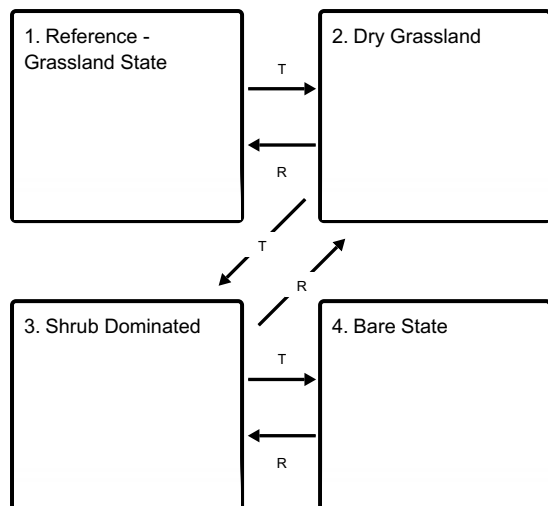 1. Reference -
Grassland State
2. Dry Grassland
T
R
T
R
3. Shrub Dominated
4. Bare State
T
R